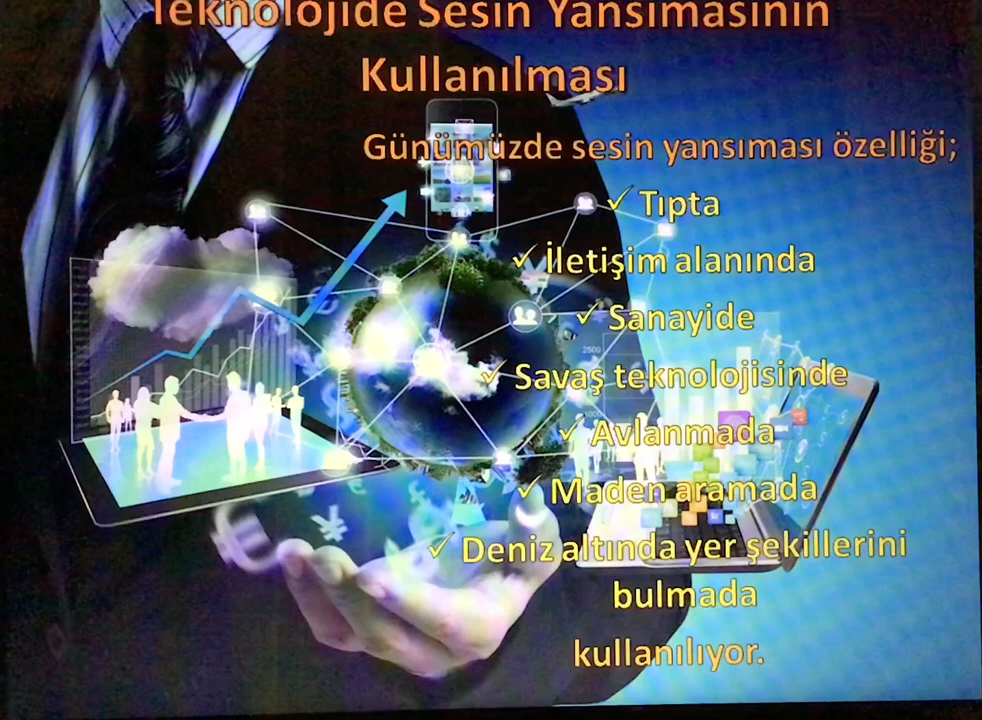 Teknolojide Sesin Yansımasının
Kullanılması
Günümüzde sesin yansıması özelliği;
✓ Tıpta
✓ İletişim alanında
✓ Sanayide
✓ Savaş teknolojisinde
✓ Avlanmada
✓ Maden aramada
✓ Deniz altında yer şekillerini
bulmada
kullanılıyor.